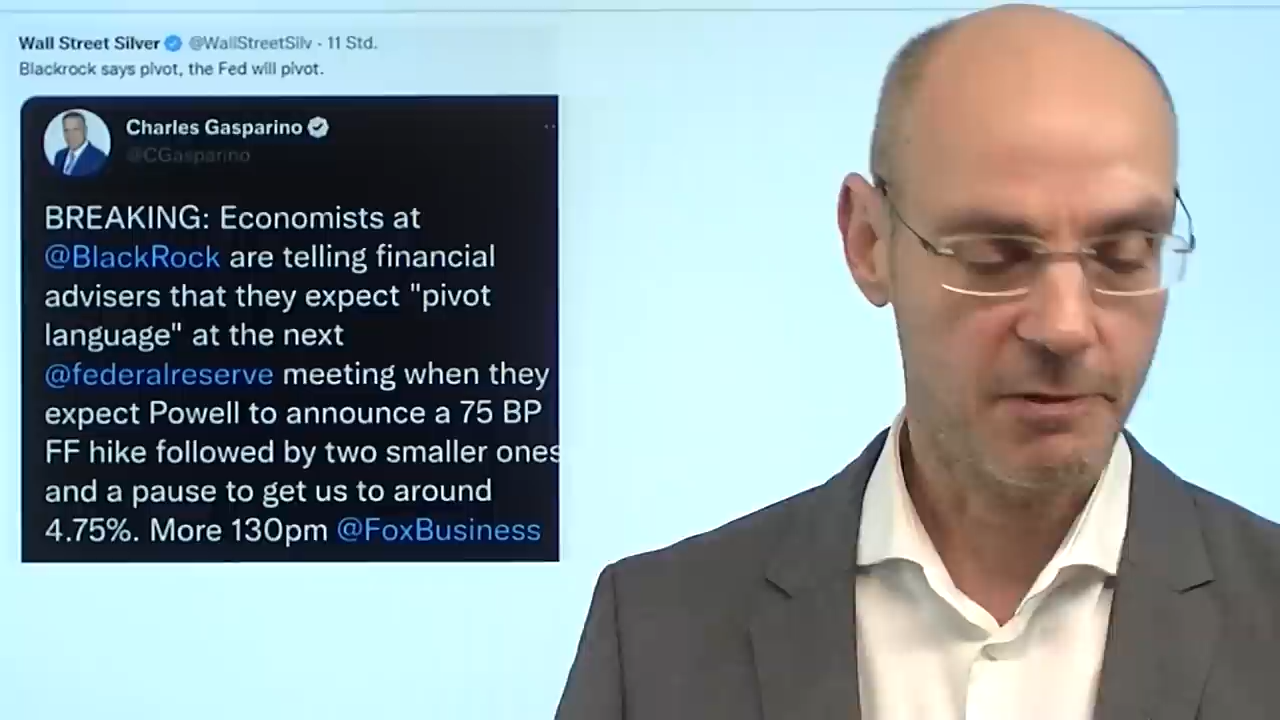 Wall Street Silver @WallStreetSilv · 11 Std.
Blackrock says pivot, the Fed will pivot.
Charles Gasparino
@CGasparino
BREAKING: Economists at
@BlackRock are telling financial
advisers that they expect "pivot
language" at the next
@federalreserve meeting when they
expect Powell to announce a 75 BP
FF hike followed by two smaller ones
and a pause to get us to around
4.75%. More 130pm @FoxBusiness